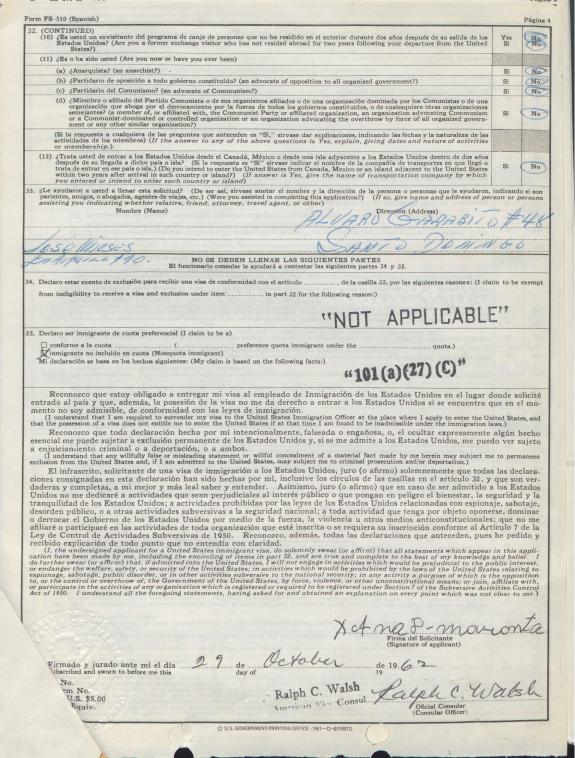 Form FS-510 (Spanish)
Página 4
32. (CONTINUED)
(10) ¿Es usted un exvisitante del programa de canje de personas que no ha residido en el exterior durante dos años después de su salida de los
Estados Unidos? (Are you a former exchange visitor who has not resided abroad for two years following your departure from the United
States?)
Yes No
Sí No
(11) ¿Es o ha sido usted (Are you now or have you ever been)
(a) ¿Anarquista? (an anarchist?) Sí No
(b) ¿Partidario de oposición a todo gobierno constituído? (an advocate of opposition to all organized government?) Sí No
(c) ¿Partidario del Comunismo? (an advocate of Communism?) Sí No
(d) ¿Miembro o afiliado del Partido Comunista o de sus organismos afiliados o de una organización dominada por los Comunistas o de una
organización que aboga por el derrocamiento por la fuerza de todos los gobiernos constituídos, o de cualesquiera otras organizaciones
semejantes? (a member of, or affiliated with, the Communist Party or affiliated organization, an organization advocating Communism
or a Communist-dominated or controlled organization or an organization advocating the overthrow by force of all organized govern-
ment or any other similar organization?)
Sí No
(Si la respuesta a cualquiera de las preguntas que anteceden es "Sí," sírvase dar explicaciones, indicando las fechas y la naturaleza de las
actividades de los miembros) (If the answer to any of the above questions is Yes, explain, giving dates and nature of activities
or membership.)
(12) ¿Trata usted de entrar a los Estados Unidos desde el Canadá, México o desde una isla adyacente a los Estados Unidos dentro de dos años
después de su llegada a dicho país o isla? (Si la respuesta es "Sí" sírvase indicar el nombre de la compañía de transportes en que llegó o
trata de entrar en ese país o isla.) (Do you intend to enter the United States from Canada, Mexico or an island adjacent to the United States
within two years after arrival in such country or island?) (If answer is Yes, give the name of transportation company by which
you entered or intend to enter such country or island)
Sí No
33. ¿Le ayudaron a usted a llenar esta solicitud? (De ser así, sírvase anotar el nombre y la dirección de la persona o personas que le ayudaron, indicando si son
parientes, amigos, o abogados, agentes de viajes, etc.) (Were you assisted in completing this application?) (If so, give name and address of person or persons
assisting you indicating whether relative, friend, attorney, travel agent, or other)
Nombre (Name) Dirección (Address)
ALVARO GARABITO #48
SANTO DOMINGO
NO SE DEBEN LLENAR LAS SIGUIENTES PARTES
El funcionario consular le ayudará a contestar las siguientes partes 34 y 35.
34. Declaro estar exento de exclusión para recibir una visa de conformidad con el artículo de la casilla 32, por las siguientes razones: (I claim to be exempt
from ineligibility to receive a visa and exclusion under item in part 32 for the following reason:)
"NOT APPLICABLE"
35. Declaro ser inmigrante de cuota preferencial (I claim to be a)
conforme a la cuota ( preference quota immigrant under the quota.)
inmigrante no incluido en cuota (Nonquota immigrant)
Mi declaración se basa en los hechos siguientes: (My claim is based on the following facts:)
"101(a)(27)(C)"
Reconozco que estoy obligado a entregar mi visa al empleado de Inmigración de los Estados Unidos en el lugar donde solicité
entrada al país y que, además, la posesión de la visa no me da derecho a entrar a los Estados Unidos si se encuentra que en el mo-
mento no soy admisible, de conformidad con las leyes de inmigración.
(I understand that I am required to surrender my visa to the United States Immigration Officer at the place where I apply to enter the United States, and
that the possession of a visa does not entitle me to enter the United States if at that time I am found to be inadmissible under the immigration laws.)
Reconozco que toda declaración hecha por mí intencionalmente, falseada o engañosa, o, el ocultar expresamente algún hecho
esencial me puede sujetar a exclusión permanente de los Estados Unidos y, si se me admite a los Estados Unidos, me puedo ver sujeto
a enjuiciamiento criminal o a deportación, o a ambos.
(I understand that any willfully false or misleading statement or willful concealment of a material fact made by me herein may subject me to permanent
exclusion from the United States and, if I am admitted to the United States, may subject me to criminal prosecution and/or deportation.)
El infrascrito, solicitante de una visa de inmigración a los Estados Unidos, juro (o afirmo) solemnemente que todas las declara-
ciones consignadas en esta declaración han sido hechas por mí, inclusive los círculos de las casillas en el artículo 32, y que son ver-
daderas y completas, a mi mejor y más leal saber y entender. Asimismo, juro (o afirmo) que en caso de ser admitido a los Estados
Unidos no me dedicaré a actividades que sean perjudiciales al interés público o que pongan en peligro el bienestar, la seguridad y la
tranquilidad de los Estados Unidos; a actividades prohibidas por las leyes de los Estados Unidos relacionadas con espionaje, sabotaje,
desórden público, o a otras actividades subversivas a la seguridad nacional; a toda actividad que tenga por objeto oponerse, dominar
o derrocar el Gobierno de los Estados Unidos por medio de la fuerza, la violencia u otros medios anticonstitucionales; que no me
afiliaré o participaré en las actividades de toda organización que esté inscrita o se requiera su inscripción conforme al Artículo 7 de la
Ley de Control de Actividades Subversivas de 1950. Reconozco, además, todas las declaraciones que anteceden, pues he pedido y
recibido explicación de todo punto que no entendía con claridad.
(I, the undersigned applicant for a United States immigrant visa, do solemnly swear (or affirm) that all statements which appear in this appli-
cation have been made by me, including the encircling of items in part 32, and are true and complete to the best of my knowledge and belief. I
do further swear (or affirm) that, if admitted into the United States, I will not engage in activities which would be prejudicial to the public interest,
or endanger the welfare, safety, or security of the United States; in activities which would be prohibited by the laws of the United States relating to
espionage, sabotage, public disorder, or in other activities subversive to the national security; in any activity a purpose of which is the opposition
to, or the control or overthrow of, the Government of the United States, by force, violence, or other unconstitutional means; or join, affiliate with,
or participate in the activities of any organization which is registered or required to be registered under Section 7 of the Subversive Activities Control
Act of 1950. I understand all the foregoing statements, having asked for and obtained an explanation on every point which was not clear to me.)
Firma del Solicitante
(Signature of applicant)
Firmado y jurado ante mí el día 29 de October de 1962
Subscribed and sworn to before me this day of 19
No.
No.
U.S. $5.00
Equiv.
Ralph C. Walsh
American Vice Consul
Ralph C. Walsh
Oficial Consular
(Consular Officer)
☆ U.S. GOVERNMENT PRINTING OFFICE : 1961—O-619972